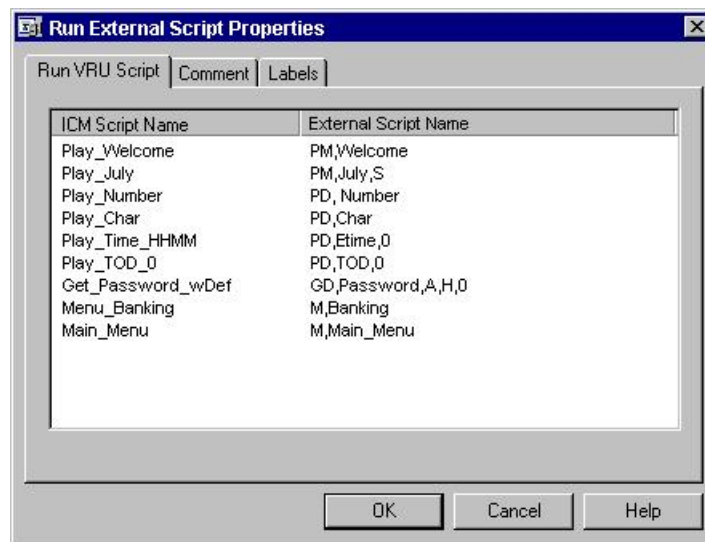 Run External Script Properties
Run VRU Script Comment Labels
ICM Script Name External Script Name
Play_Welcome PM,Welcome
Play_July PM,July,S
Play_Number PD, Number
Play_Char PD,Char
Play_Time_HHMM PD,Etime,0
Play_TOD_0 PD,TOD,0
Get_Password_wDef GD,Password,A,H,0
Menu_Banking M,Banking
Main_Menu M,Main_Menu
OK Cancel Help